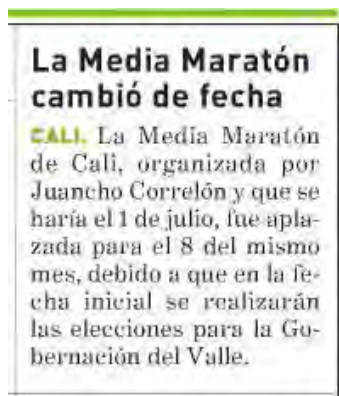 La Media Maratón
cambió de fecha
CALI. La Media Maratón
de Cali, organizada por
Juancho Correlón y que se
haría el 1 de julio, fue apla-
zada para el 8 del mismo
mes, debido a que en la fe-
cha inicial se realizarán
las elecciones para la Go-
bernación del Valle.